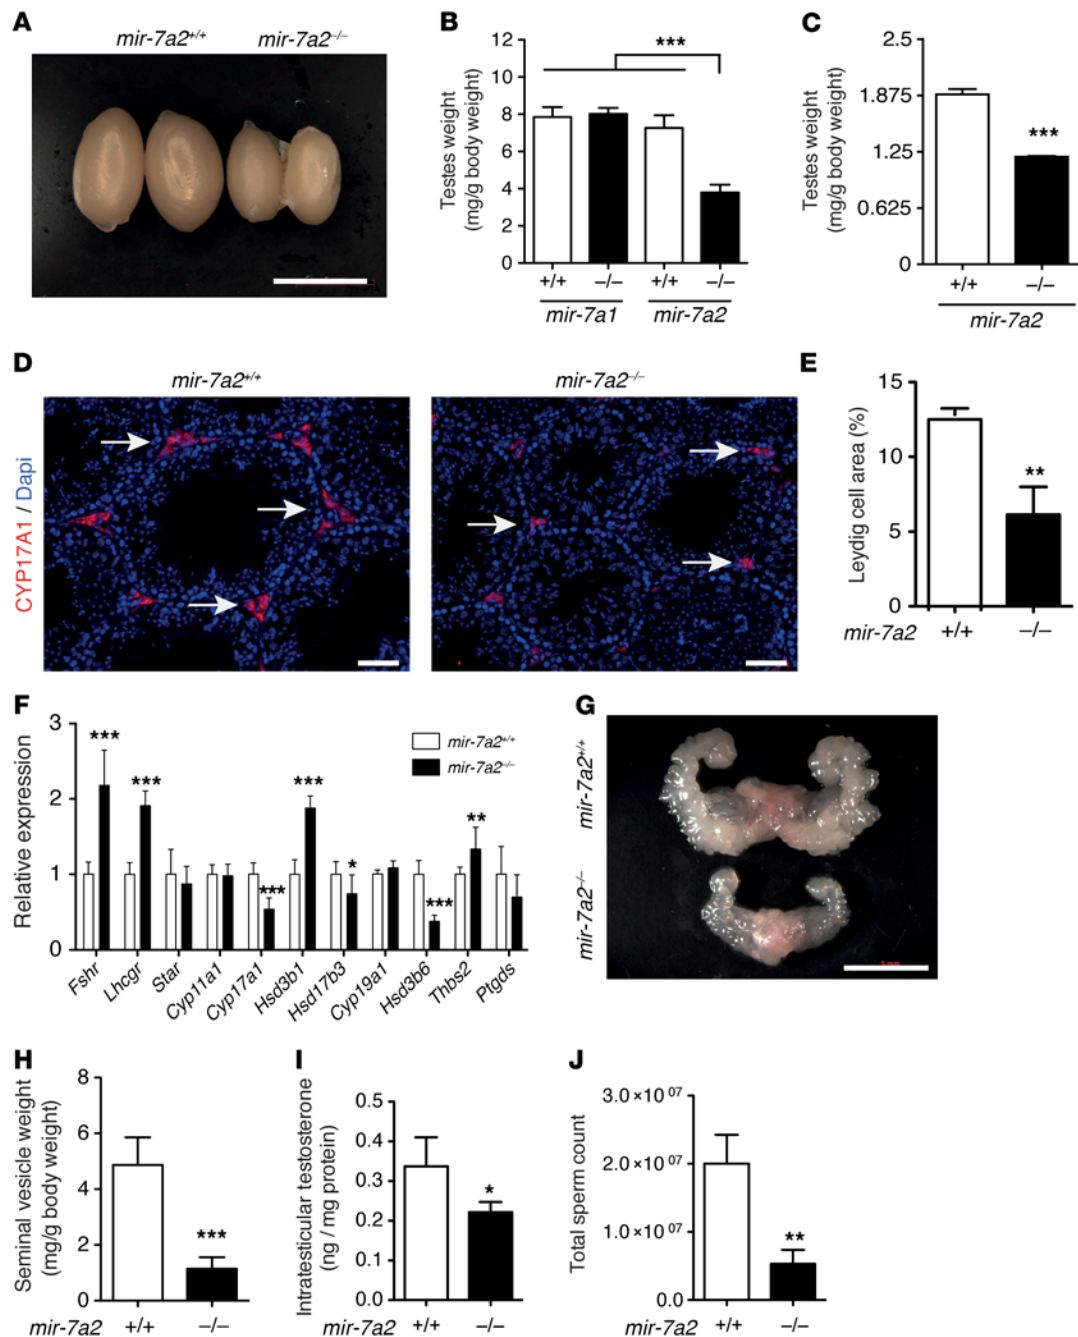 A
mir-7a2+/+ mir-7a2–/–
B
Testes weight
(mg/g body weight)
12
10
8
6
4
2
0
***
+/+ –/– +/+ –/–
mir-7a1 mir-7a2
C
Testes weight
(mg/g body weight)
2.5
1.875
1.25
0.625
0
***
+/+ –/–
mir-7a2
D
mir-7a2+/+ mir-7a2–/–
CYP17A1 / Dapi
E
Leydig cell area (%)
15
10
5
0
**
mir-7a2 +/+ –/–
F
Relative expression
3
2
1
0
*** *** *** *** * *** **
mir-7a2+/+
mir-7a2–/–
Fshr Lhcgr Star Cyp11a1 Cyp17a1 Hsd3b1 Hsd17b3 Cyp19a1 Hsd3b6 Thbs2 Ptgds
G
mir-7a2+/+
mir-7a2–/–
H
Seminal vesicle weight
(mg/g body weight)
8
6
4
2
0
***
mir-7a2 +/+ –/–
I
Intratesticular testosterone
(ng / mg protein)
0.5
0.4
0.3
0.2
0.1
0.0
*
mir-7a2 +/+ –/–
J
Total sperm count
3.0×10 07
2.0×10 07
1.0×10 07
0.0
**
mir-7a2 +/+ –/–